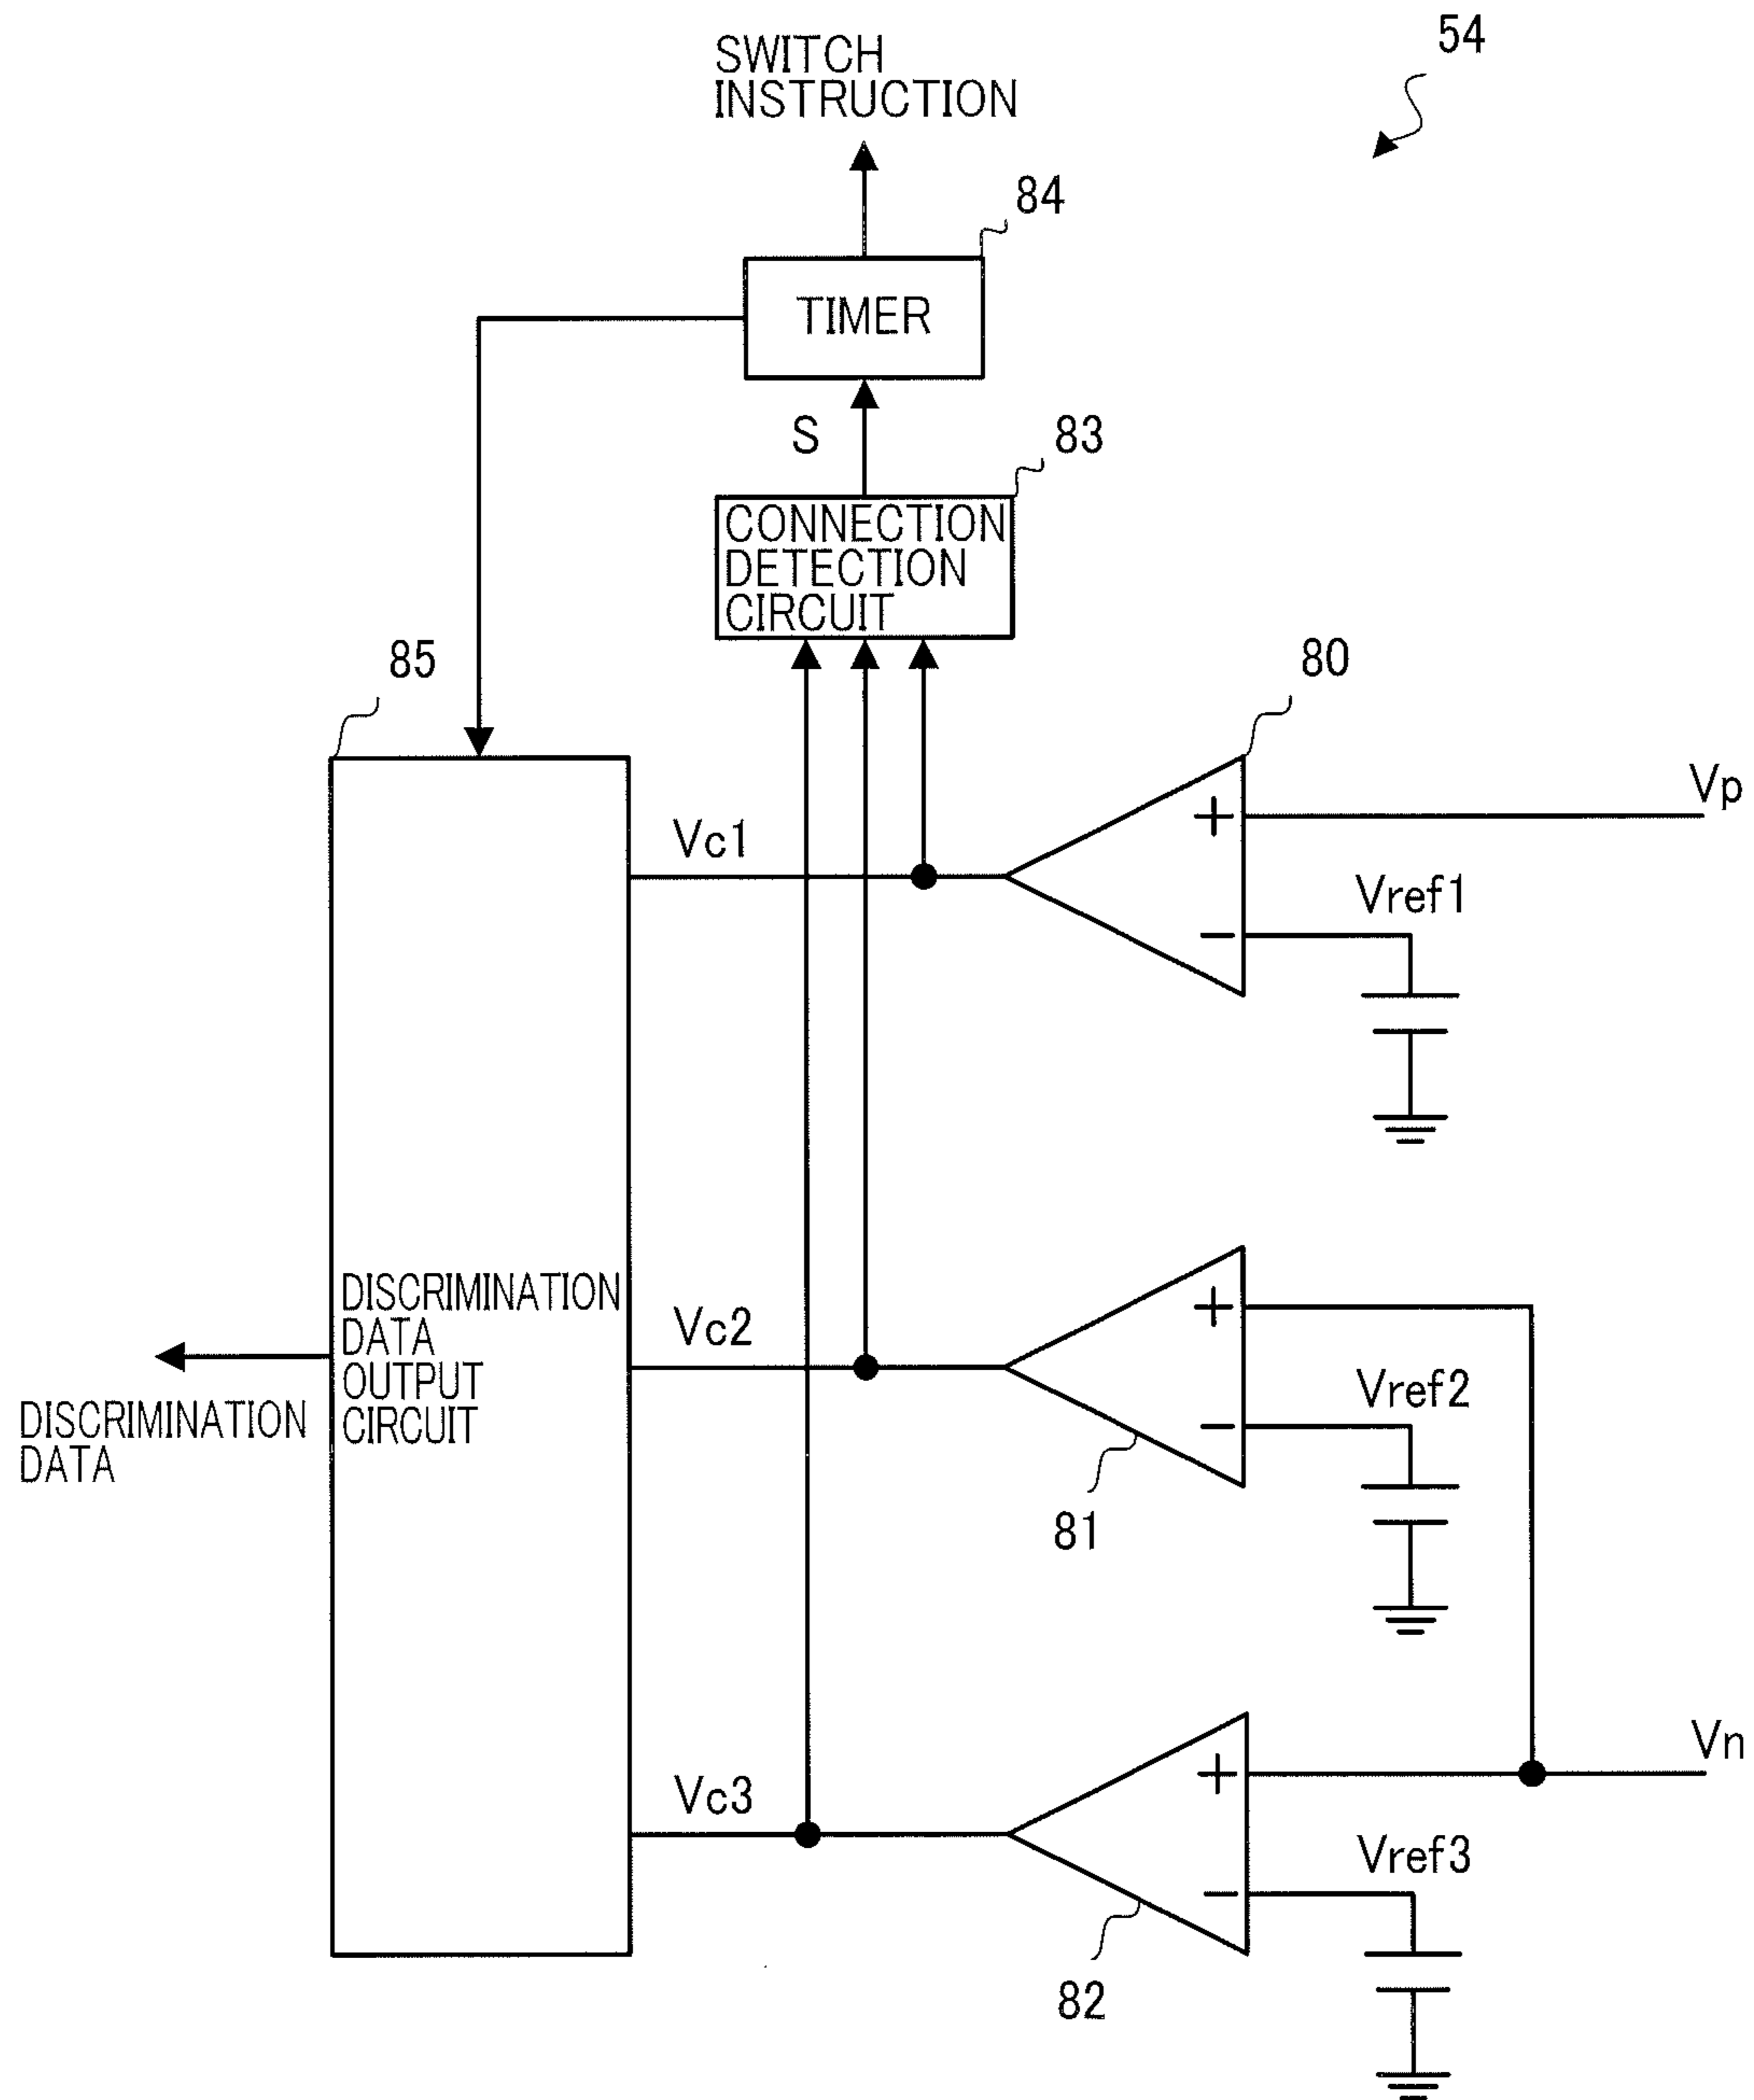 54
SWITCH
INSTRUCTION
84
TIMER
S
83
CONNECTION
DETECTION
CIRCUIT
85
80
Vp
+
Vc1
Vref1
−
+
DISCRIMINATION
DATA
OUTPUT
CIRCUIT
Vc2
Vref2
−
DISCRIMINATION
DATA
81
Vn
+
Vc3
Vref3
−
82